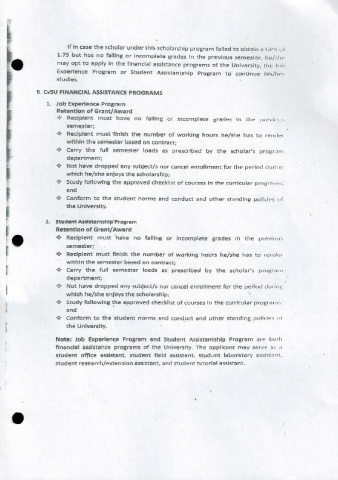 If in case the scholar under this scholarship program failed to obtain a GPA of
1.75 but has no failing or incomplete grades in the previous semester, he/she
may opt to apply in the financial assistance programs of the University, the Job
Experience Program or Student Assistantship Program to continue his/her
studies.
B. CvSU FINANCIAL ASSISTANCE PROGRAMS
1. Job Experience Program
Retention of Grant/Award
❖ Recipient must have no failing or incomplete grades in the previous
semester;
❖ Recipient must finish the number of working hours he/she has to render
within the semester based on contract;
❖ Carry the full semester loads as prescribed by the scholar's program
department;
❖ Not have dropped any subject/s nor cancel enrollment for the period during
which he/she enjoys the scholarship;
❖ Study following the approved checklist of courses in the curricular programs;
and
❖ Conform to the student norms and conduct and other standing policies of
the University.
2. Student Assistantship Program
Retention of Grant/Award
❖ Recipient must have no failing or incomplete grades in the previous
semester;
❖ Recipient must finish the number of working hours he/she has to render
within the semester based on contract;
❖ Carry the full semester loads as prescribed by the scholar's program
department;
❖ Not have dropped any subject/s nor cancel enrollment for the period during
which he/she enjoys the scholarship;
❖ Study following the approved checklist of courses in the curricular programs;
and
❖ Conform to the student norms and conduct and other standing policies of
the University.
Note: Job Experience Program and Student Assistantship Program are both
financial assistance programs of the University. The applicant may serve as a
student office assistant, student field assistant, student laboratory assistant,
student research/extension assistant, and student tutorial assistant.